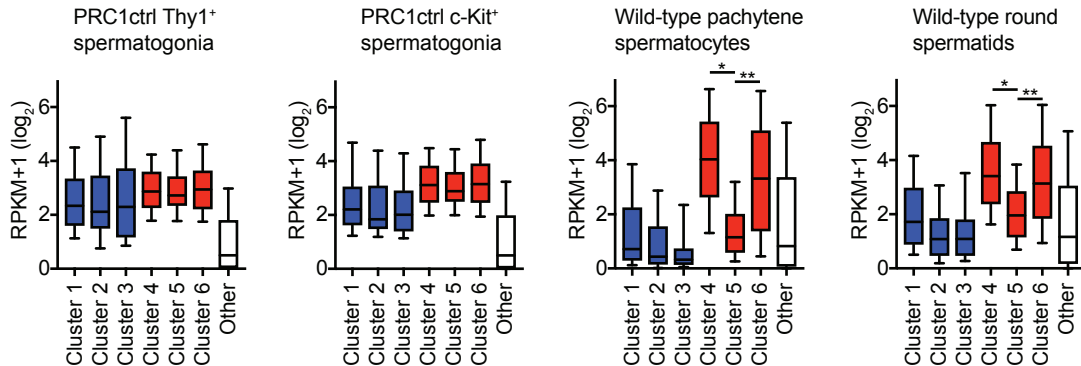 PRC1ctrl Thy1⁺
spermatogonia
RPKM+1 (log₂)
6
4
2
0
Cluster 1
Cluster 2
Cluster 3
Cluster 4
Cluster 5
Cluster 6
Other
PRC1ctrl c-Kit⁺
spermatogonia
RPKM+1 (log₂)
6
4
2
0
Cluster 1
Cluster 2
Cluster 3
Cluster 4
Cluster 5
Cluster 6
Other
Wild-type pachytene
spermatocytes
RPKM+1 (log₂)
6
4
2
0
* **
Cluster 1
Cluster 2
Cluster 3
Cluster 4
Cluster 5
Cluster 6
Other
Wild-type round
spermatids
RPKM+1 (log₂)
6
4
2
0
* **
Cluster 1
Cluster 2
Cluster 3
Cluster 4
Cluster 5
Cluster 6
Other